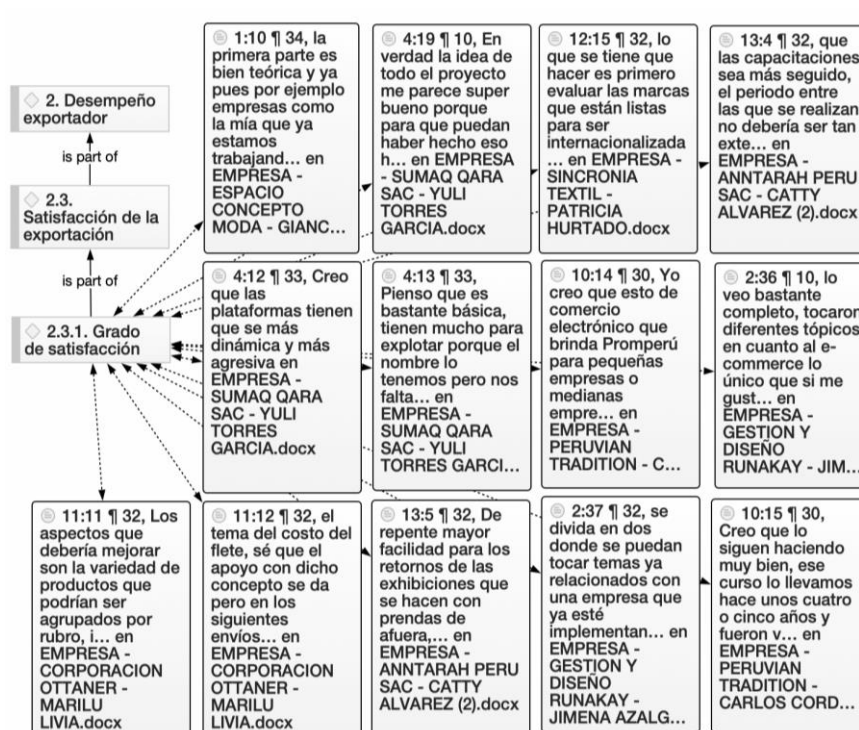 2. Desempeño
exportador
is part of
2.3.
Satisfacción de la
exportación
is part of
2.3.1. Grado
de satisfacción
1:10 ¶ 34, la
primera parte es
bien teórica y ya
pues por ejemplo
empresas como
la mía que ya
estamos
trabajand... en
EMPRESA -
ESPACIO
CONCEPTO
MODA - GIANC...
4:19 ¶ 10, En
verdad la idea de
todo el proyecto
me parece super
bueno porque
para que puedan
haber hecho eso
h... en EMPRESA
- SUMAQ QARA
SAC - YULI
TORRES
GARCIA.docx
12:15 ¶ 32, lo
que se tiene que
hacer es primero
evaluar las marcas
que están listas
para ser
internacionalizada
... en EMPRESA -
SINCRONIA
TEXTIL -
PATRICIA
HURTADO.docx
13:4 ¶ 32, que
las capacitaciones
sea más seguido,
el periodo entre
las que se realizan
no debería ser tan
exte... en
EMPRESA -
ANNTARAH PERU
SAC - CATTY
ALVAREZ (2).docx
4:12 ¶ 33, Creo
que las
plataformas tienen
que se más
dinámica y más
agresiva en
EMPRESA -
SUMAQ QARA
SAC - YULI
TORRES
GARCIA.docx
4:13 ¶ 33,
Pienso que es
bastante básica,
tienen mucho para
explotar porque el
nombre lo
tenemos pero nos
falta... en
EMPRESA -
SUMAQ QARA
SAC - YULI
TORRES GARCI...
10:14 ¶ 30, Yo
creo que esto de
comercio
electrónico que
brinda Promperú
para pequeñas
empresas o
medianas
empre... en
EMPRESA -
PERUVIAN
TRADITION - C...
2:36 ¶ 10, lo
veo bastante
completo, tocaron
diferentes tópicos
en cuanto al e-
commerce lo
único que si me
gust... en
EMPRESA -
GESTION Y
DISEÑO
RUNAKAY - JIM...
11:11 ¶ 32, Los
aspectos que
debería mejorar
son la variedad de
productos que
podrían ser
agrupados por
rubro, i... en
EMPRESA -
CORPORACION
OTTANER -
MARILU
LIVIA.docx
11:12 ¶ 32, el
tema del costo del
flete, sé que el
apoyo con dicho
concepto se da
pero en los
siguientes
envíos... en
EMPRESA -
CORPORACION
OTTANER -
MARILU
LIVIA.docx
13:5 ¶ 32, De
repente mayor
facilidad para los
retornos de las
exhibiciones que
se hacen con
prendas de
afuera,... en
EMPRESA -
ANNTARAH PERU
SAC - CATTY
ALVAREZ (2).docx
2:37 ¶ 32, se
divida en dos
donde se puedan
tocar temas ya
relacionados con
una empresa que
ya esté
implementan... en
EMPRESA -
GESTION Y
DISEÑO
RUNAKAY -
JIMENA AZALG...
10:15 ¶ 30,
Creo que lo
siguen haciendo
muy bien, ese
curso lo llevamos
hace unos cuatro
o cinco años y
fueron v... en
EMPRESA -
PERUVIAN
TRADITION -
CARLOS CORD...